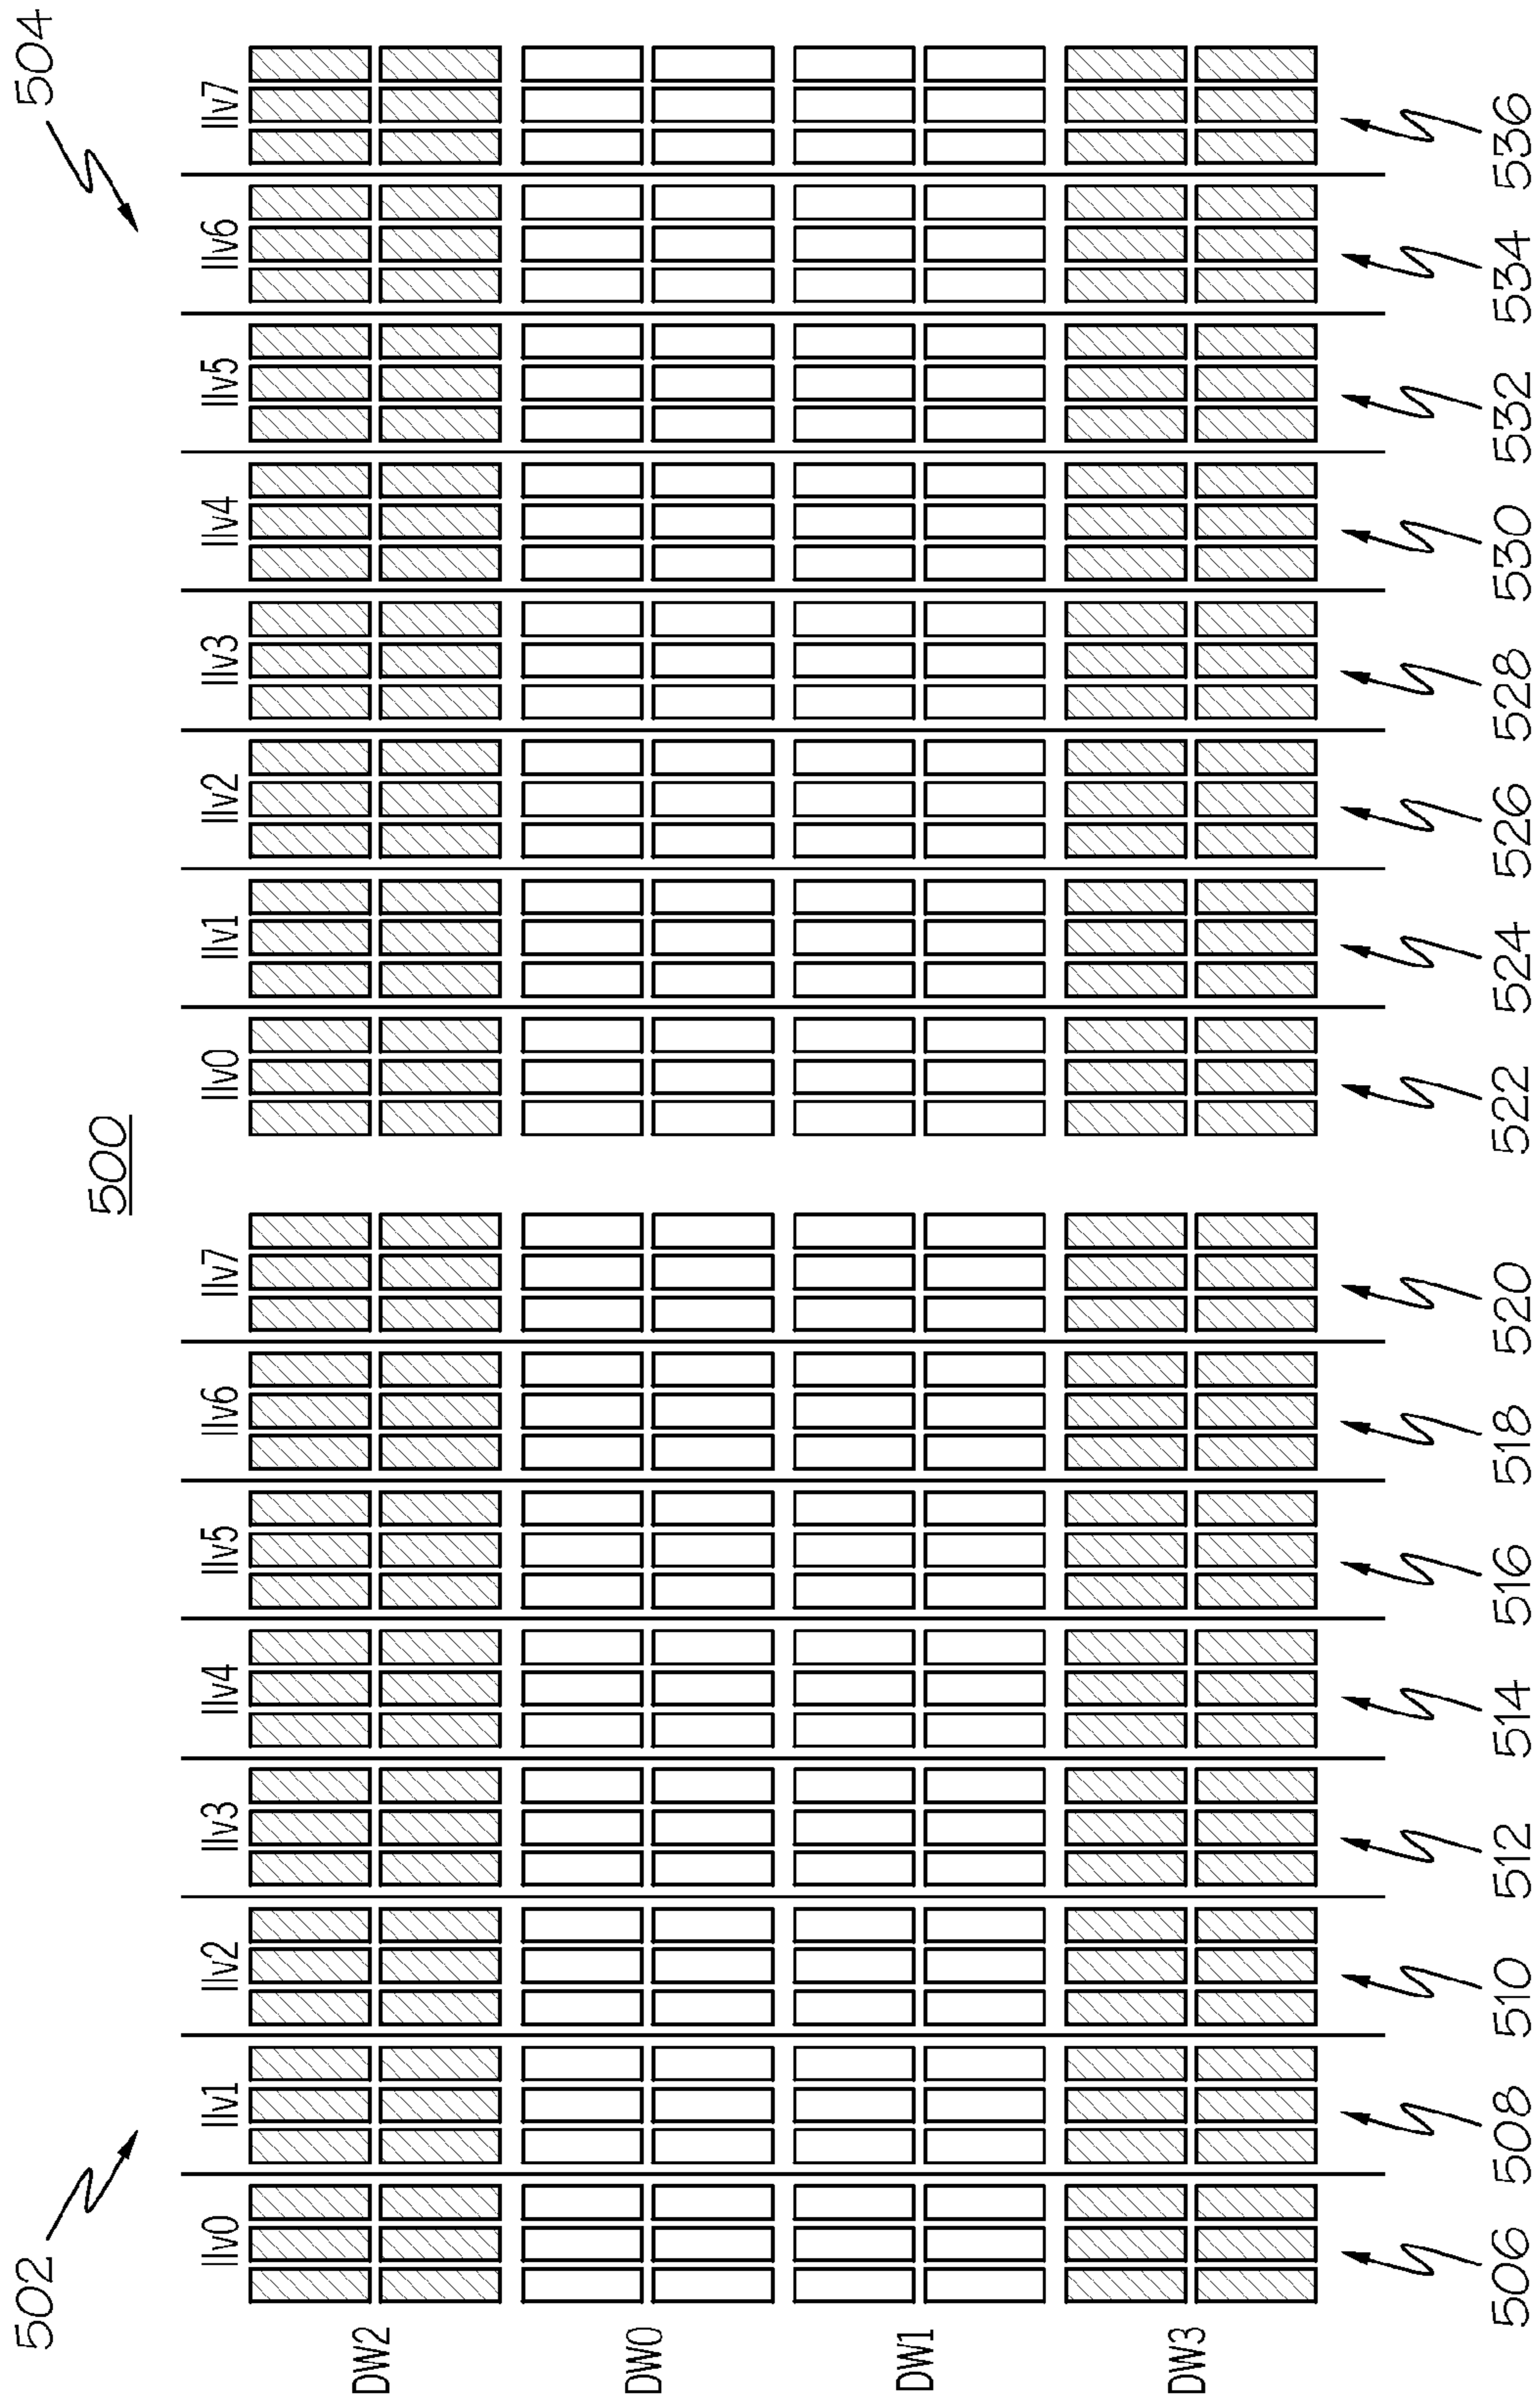 502
504
500
IIv0 IIv1 IIv2 IIv3 IIv4 IIv5 IIv6 IIv7 IIv0 IIv1 IIv2 IIv3 IIv4 IIv5 IIv6 IIv7
DW2
DW0
DW1
DW3
506 508 510 512 514 516 518 520 522 524 526 528 530 532 534 536